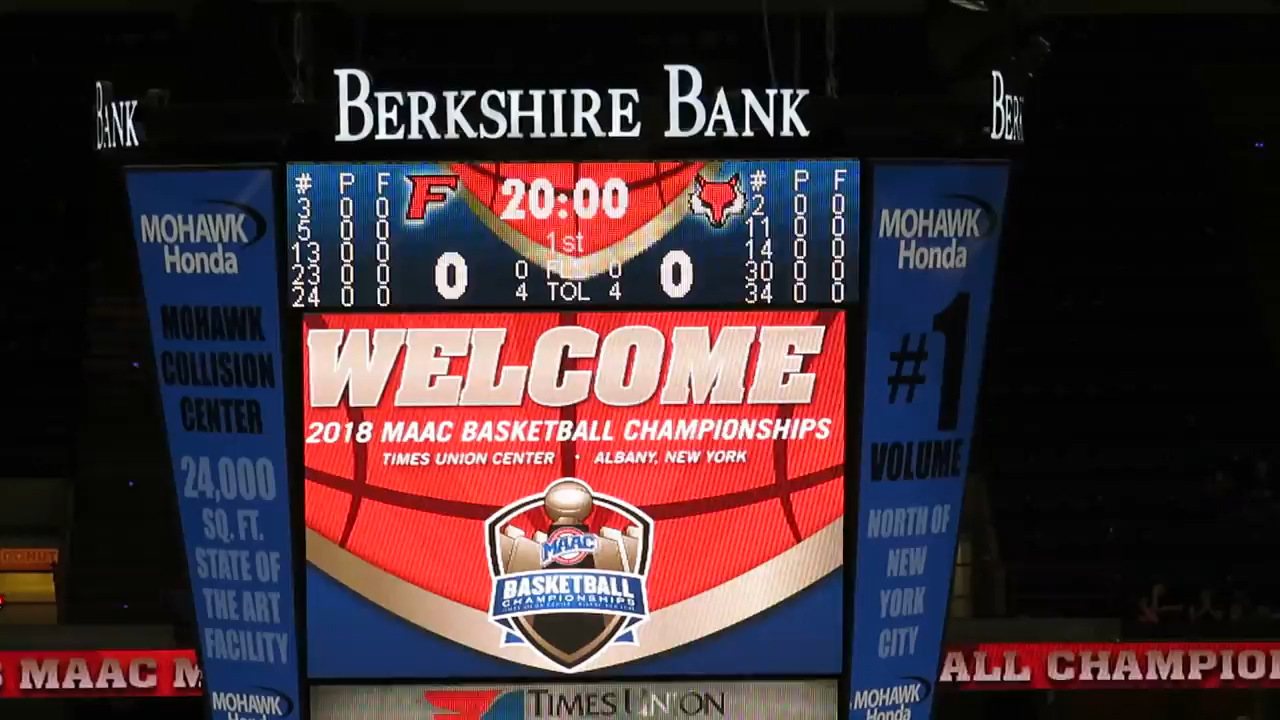 BERKSHIRE BANK
BANK
# P F
3 0 0
5 0 0
13 0 0
23 0 0
24 0 0
F
20:00
1st
0 0
0 0
4 TOL 4
# P F
2 0 0
11 0 0
14 0 0
30 0 0
34 0 0
WELCOME
2018 MAAC BASKETBALL CHAMPIONSHIPS
TIMES UNION CENTER • ALBANY, NEW YORK
MAAC
BASKETBALL
CHAMPIONSHIPS
TIMES UNION
MOHAWK
Honda
MOHAWK
COLLISION
CENTER
24,000
SQ. FT.
STATE OF
THE ART
FACILITY
MOHAWK
Honda
MOHAWK
Honda
#1
VOLUME
NORTH OF
NEW
YORK
CITY
MOHAWK
Honda
MAAC M
ALL CHAMPIO